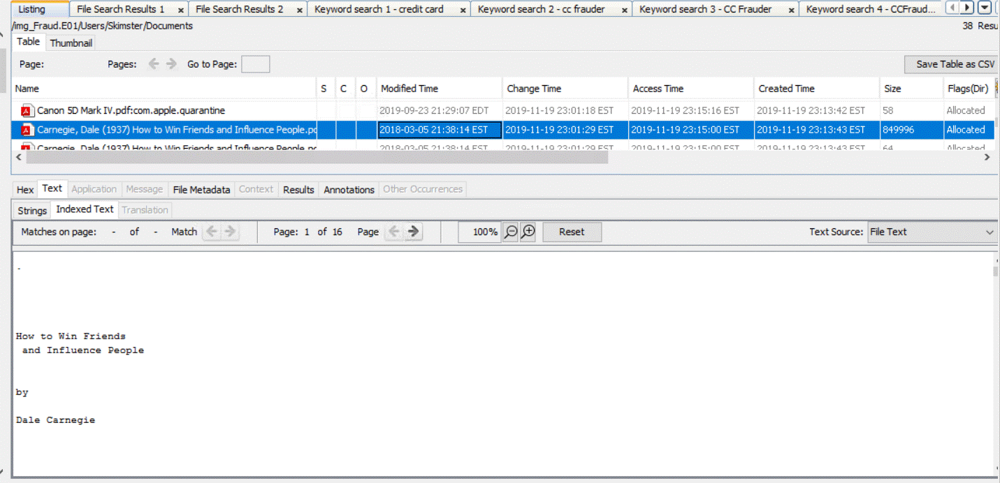 Listing File Search Results 1 x File Search Results 2 x Keyword search 1 - credit card x Keyword search 2 - cc frauder x Keyword search 3 - CC Frauder x Keyword search 4 - CCFraud...
/img_Fraud.E01/Users/Skimster/Documents 38 Resu
Table Thumbnail
Page: Pages: Go to Page: Save Table as CSV
Name S C O Modified Time Change Time Access Time Created Time Size Flags(Dir)
Canon 5D Mark IV.pdf:com.apple.quarantine 2019-09-23 21:29:07 EDT 2019-11-19 23:01:18 EST 2019-11-19 23:15:16 EST 2019-11-19 23:13:42 EST 58 Allocated
Carnegie, Dale (1937) How to Win Friends and Influence People.pd 2018-03-05 21:38:14 EST 2019-11-19 23:01:29 EST 2019-11-19 23:15:00 EST 2019-11-19 23:13:43 EST 849996 Allocated
Carnegie, Dale (1937) How to Win Friends and Influence People.pd 2018-03-05 21:38:14 EST 2019-11-19 23:01:29 EST 2019-11-19 23:15:00 EST 2019-11-19 23:13:43 EST 64 Allocated
Hex Text Application Message File Metadata Context Results Annotations Other Occurrences
Strings Indexed Text Translation
Matches on page: - of - Match Page: 1 of 16 Page 100% Reset Text Source: File Text
-
How to Win Friends
and Influence People
by
Dale Carnegie